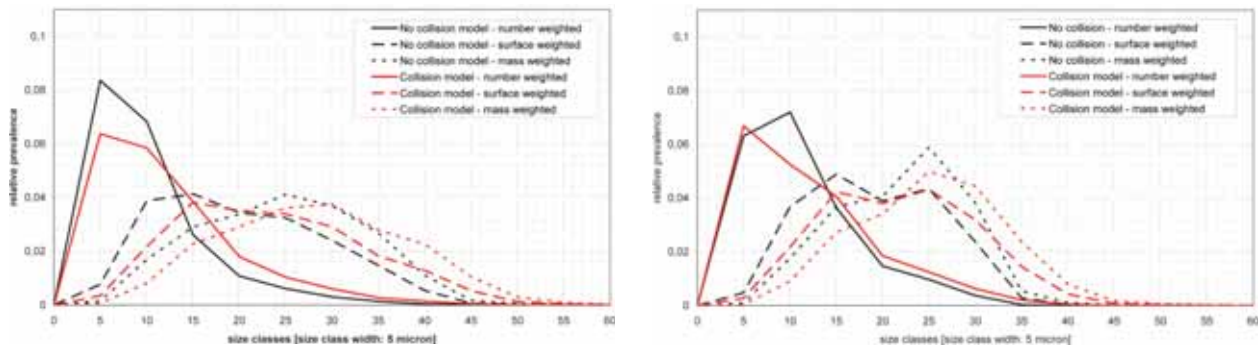 No collision model - number weighted
No collision model - surface weighted
No collision model - mass weighted
Collision model - number weighted
Collision model - surface weighted
Collision model - mass weighted
0,1
0,08
0,06
0,04
0,02
0
relative prevalence
0 5 10 15 20 25 30 35 40 45 50 55 60
size classes [size class width: 5 micron]
No collision - number weighted
No collision - surface weighted
No collision - mass weighted
Collision model - number weighted
Collision model - surface weighted
Collision model - mass weighted
0,1
0,08
0,06
0,04
0,02
0
relative prevalence
0 5 10 15 20 25 30 35 40 45 50 55 60
size classes [size class width: 5 micron]